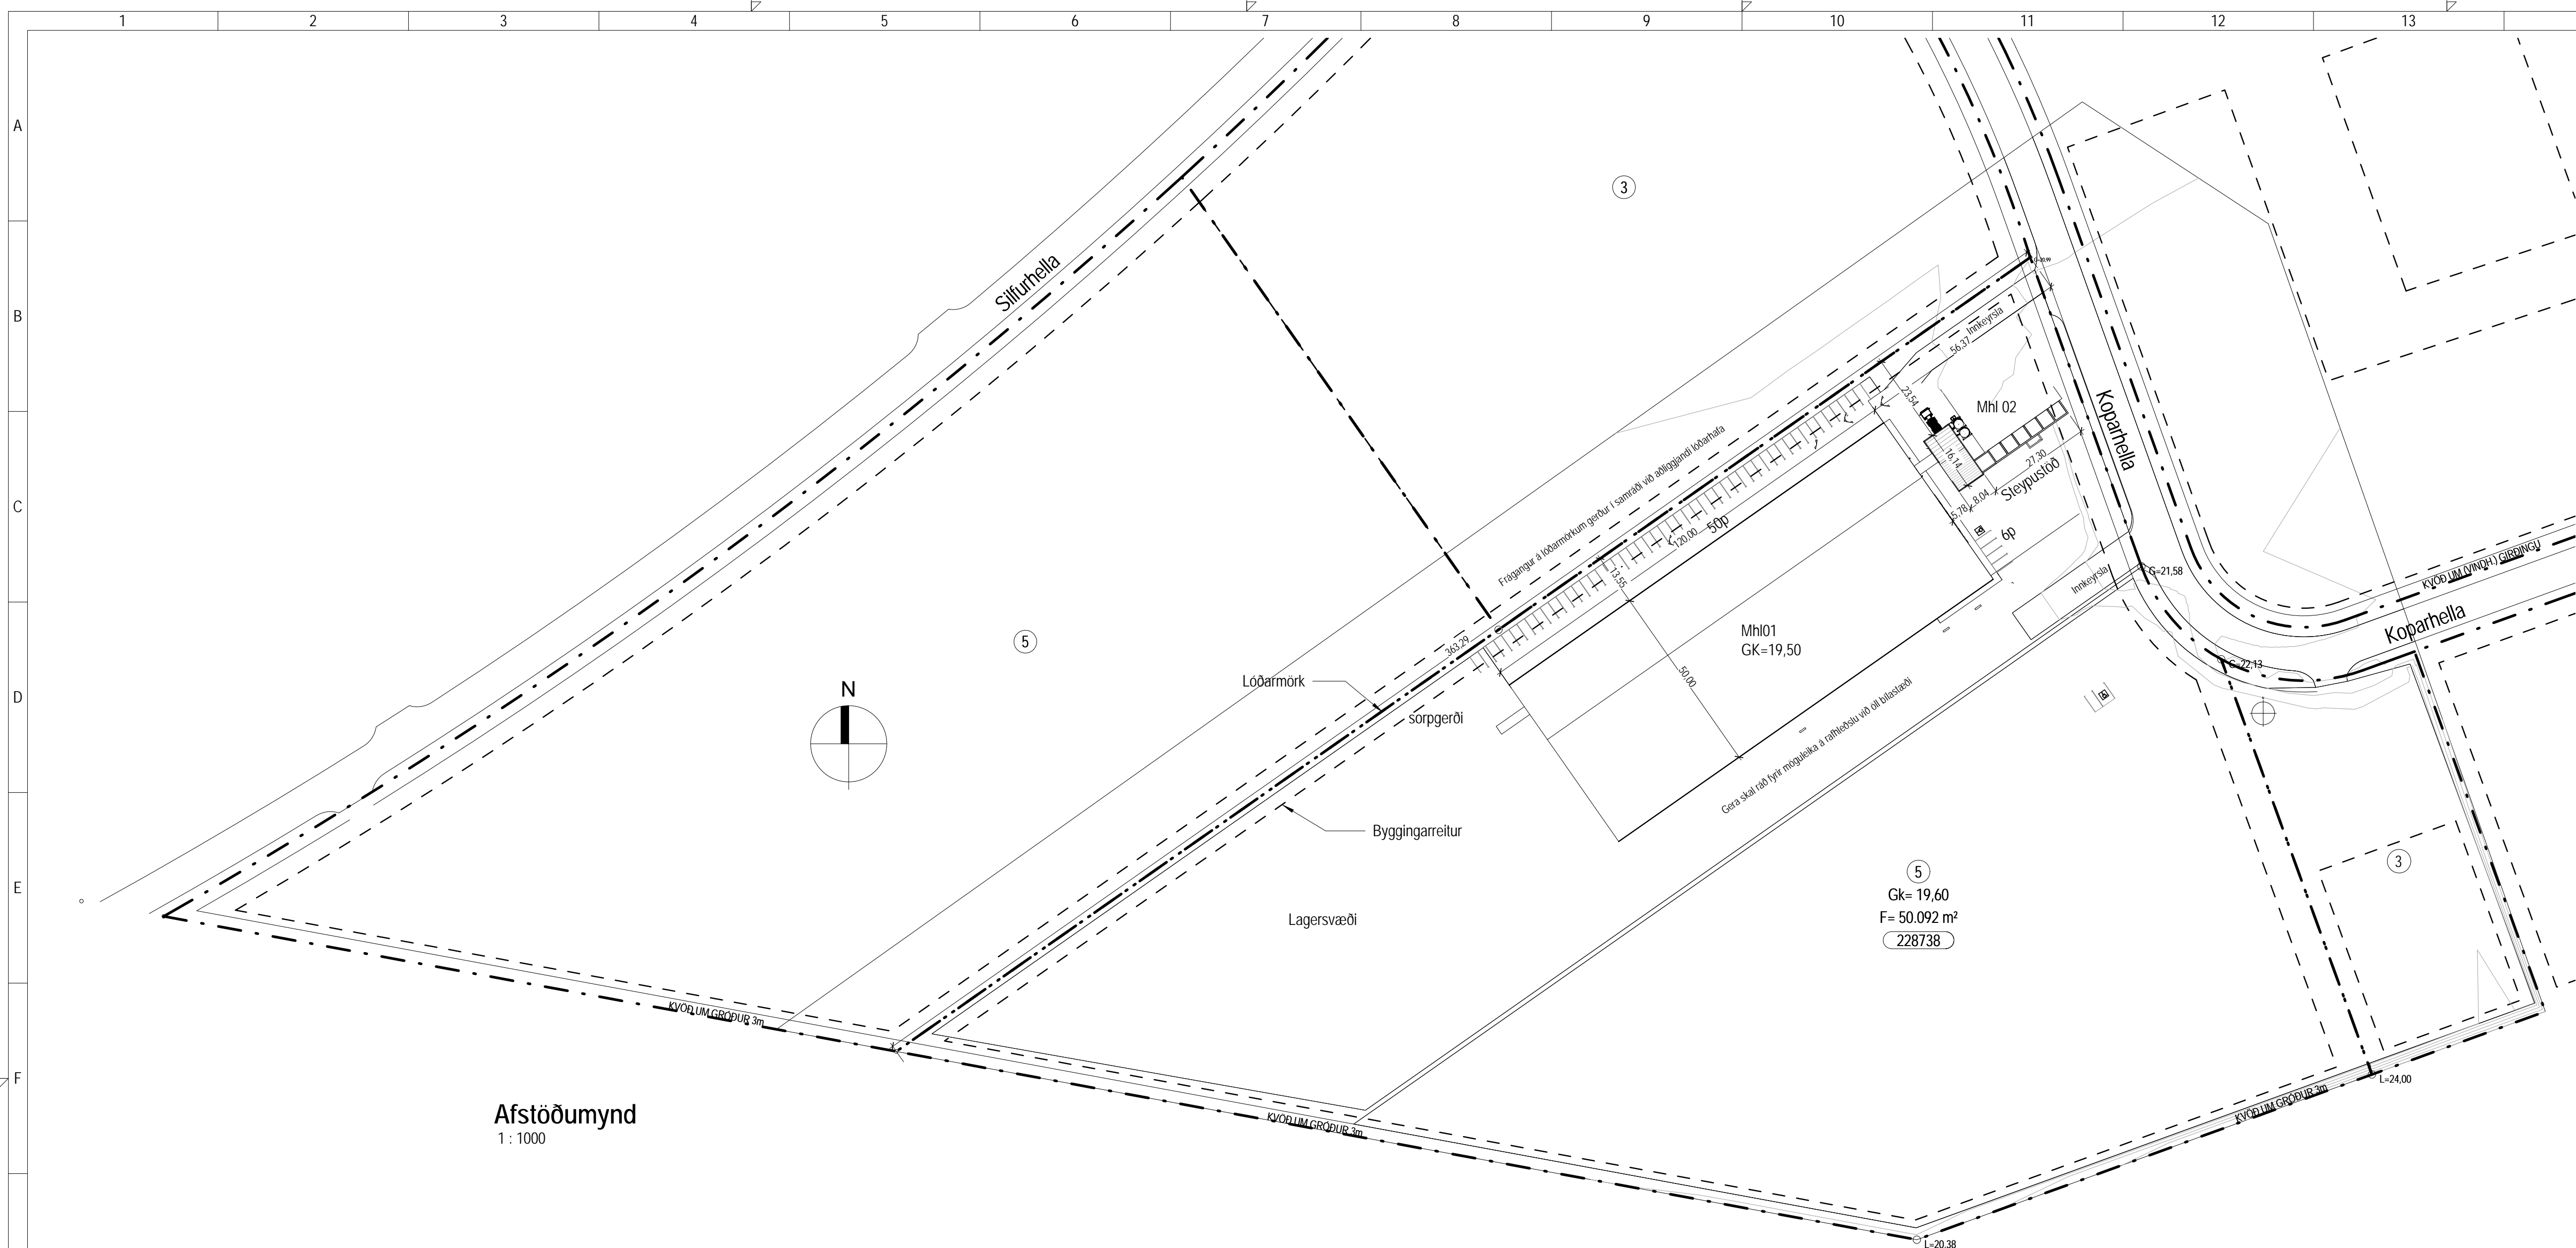 1 2 3 4 5 6 7 8 9 10 11 12 13
A
B
C
D
E
F
3
Silfurhella
Innkeyrsla
56,37
23,54
Mhl 02
Koparhella
16,14
27,30
Steypustöð
8,04
5,78
6p
Frágangur á lóðarmörkum gerður í samráði við aðliggjandi lóðarhafa
50p
120,00
13,55
Innkeyrsla
G=21,58
KVÖÐ UM (VINDH.) GIRÐINGU
Koparhella
G=22,13
5
363,29
Mhl01
GK=19,50
50,00
Lóðarmörk
sorpgerði
N
Gera skal ráð fyrir möguleika á rafhleðslu við öll bílastæði
Byggingarreitur
Lagersvæði
5
Gk= 19,60
F= 50.092 m²
228738
3
KVÖÐ UM GRÓÐUR 3m
KVÖÐ UM GRÓÐUR 3m
KVÖÐ UM GRÓÐUR 3m
L=24,00
L=20,38
Afstöðumynd
1 : 1000